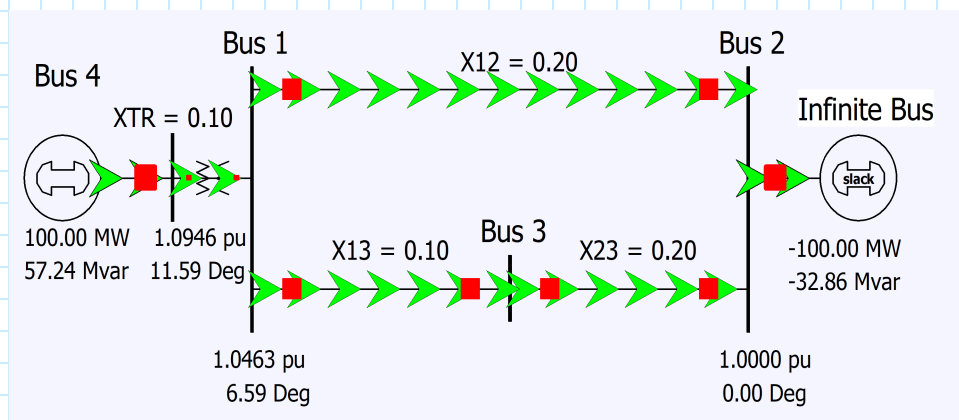 Bus 1
Bus 2
X12 = 0.20
Bus 4
Infinite Bus
XTR = 0.10
slack
100.00 MW
57.24 Mvar
1.0946 pu
11.59 Deg
Bus 3
X13 = 0.10
X23 = 0.20
-100.00 MW
-32.86 Mvar
1.0463 pu
6.59 Deg
1.0000 pu
0.00 Deg